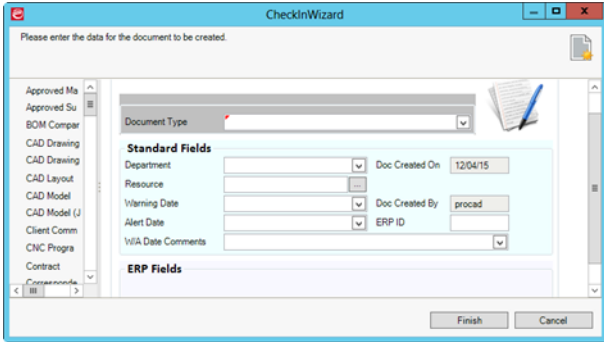 CheckInWizard
Please enter the data for the document to be created.
Approved Ma
Approved Su
BOM Compar
CAD Drawing
CAD Drawing
CAD Layout
CAD Model
CAD Model (J
Client Comm
CNC Progra
Contract
Corresponde
Document Type
Standard Fields
Department Doc Created On 12/04/15
Resource ...
Warning Date Doc Created By procad
Alert Date ERP ID
W/A Date Comments
ERP Fields
Finish Cancel